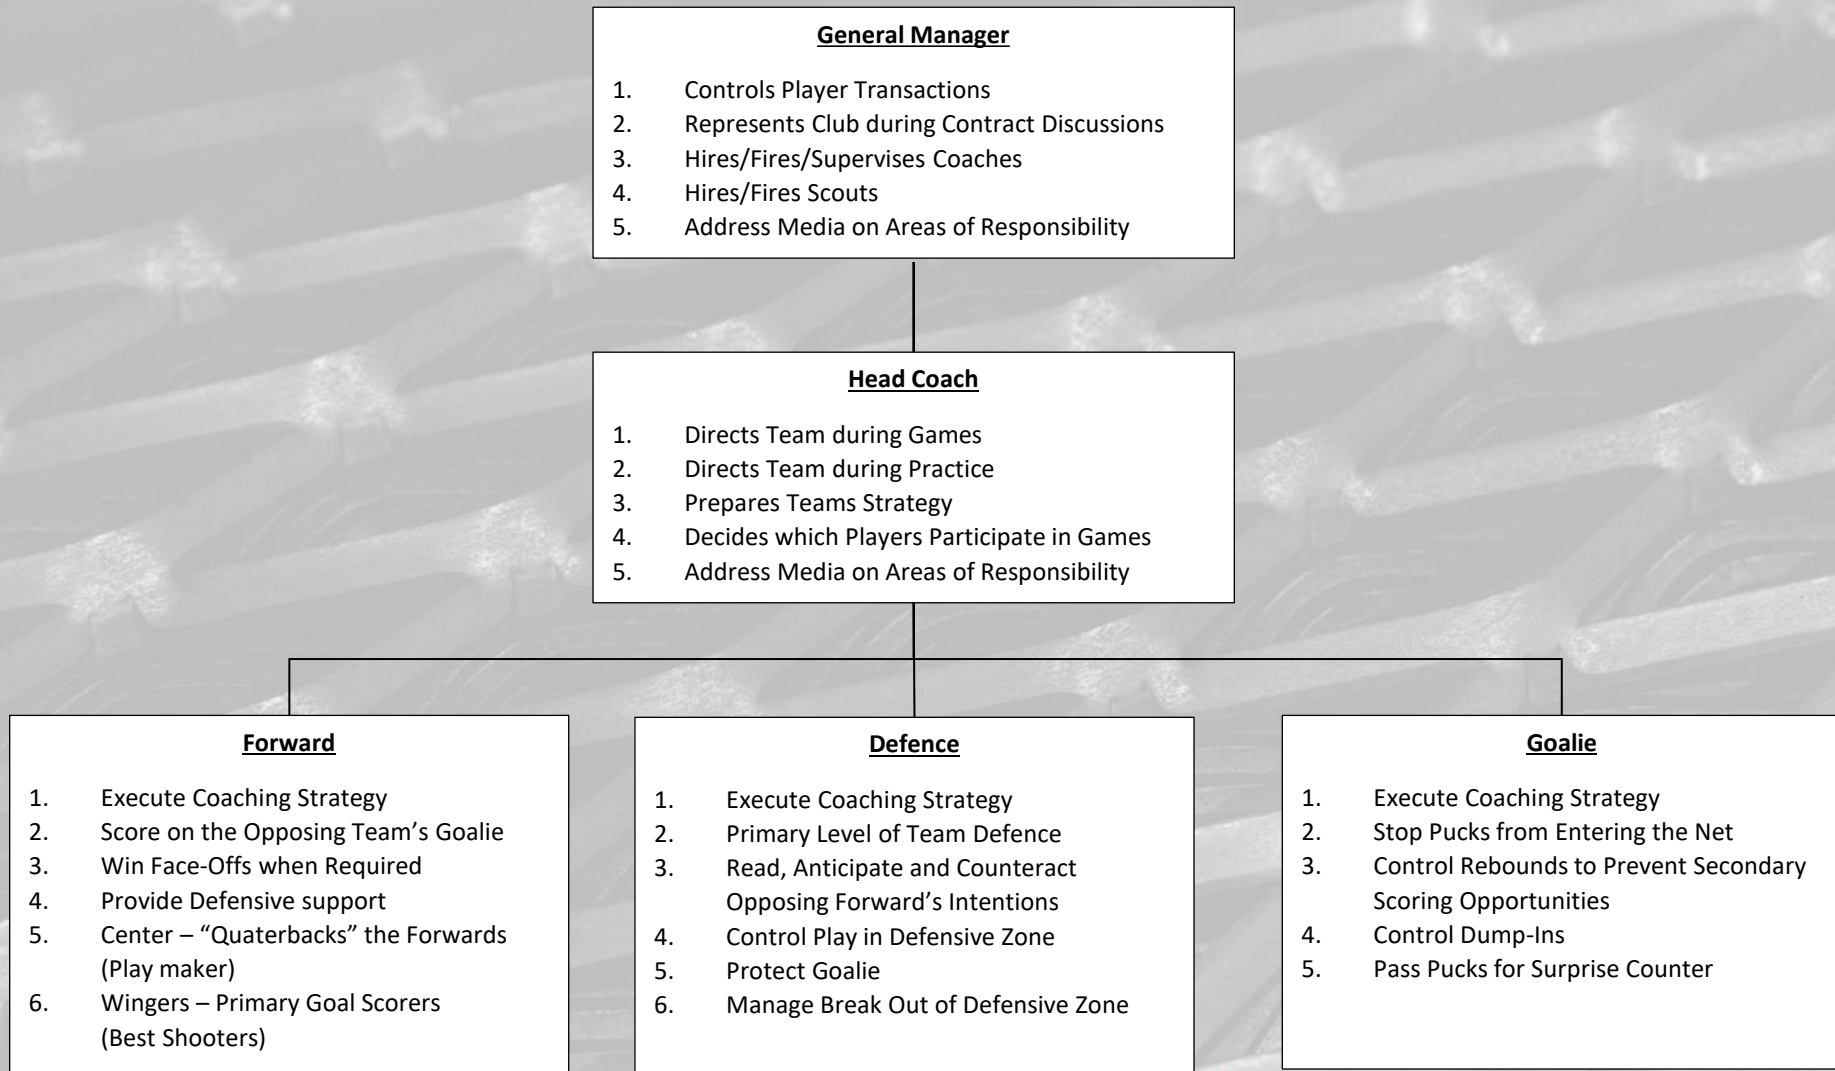 General Manager
1. Controls Player Transactions
2. Represents Club during Contract Discussions
3. Hires/Fires/Supervises Coaches
4. Hires/Fires Scouts
5. Address Media on Areas of Responsibility
Head Coach
1. Directs Team during Games
2. Directs Team during Practice
3. Prepares Teams Strategy
4. Decides which Players Participate in Games
5. Address Media on Areas of Responsibility
Forward
1. Execute Coaching Strategy
2. Score on the Opposing Team’s Goalie
3. Win Face-Offs when Required
4. Provide Defensive support
5. Center – “Quaterbacks” the Forwards
(Play maker)
6. Wingers – Primary Goal Scorers
(Best Shooters)
Defence
1. Execute Coaching Strategy
2. Primary Level of Team Defence
3. Read, Anticipate and Counteract
Opposing Forward’s Intentions
4. Control Play in Defensive Zone
5. Protect Goalie
6. Manage Break Out of Defensive Zone
Goalie
1. Execute Coaching Strategy
2. Stop Pucks from Entering the Net
3. Control Rebounds to Prevent Secondary
Scoring Opportunities
4. Control Dump-Ins
5. Pass Pucks for Surprise Counter